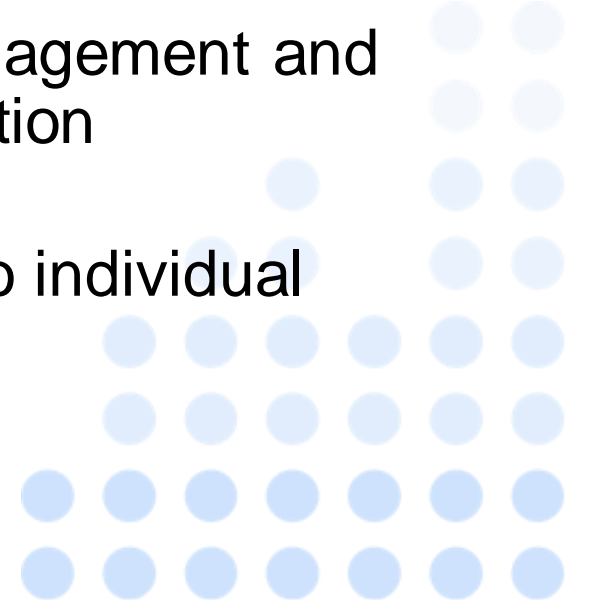 agement and
tion
o individual